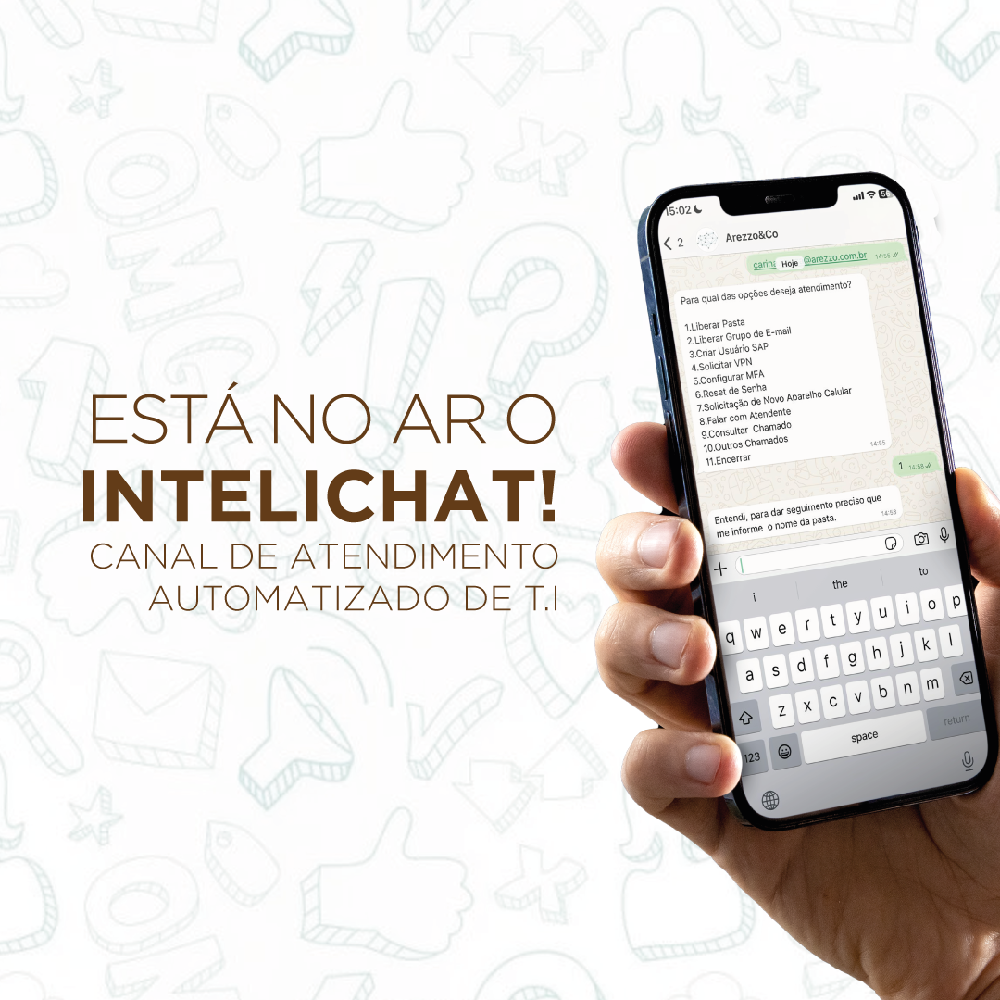 ESTÁ NO AR O
INTELICHAT!
CANAL DE ATENDIMENTO
AUTOMATIZADO DE T.I
15:02
2
Arezzo&Co
Hoje
@arezzo.com.br
14:55
Para qual das opções deseja atendimento?
1.Liberar Pasta
2.Liberar Grupo de E-mail
3.Criar Usuário SAP
4.Solicitar VPN
5.Configurar MFA
6.Reset de Senha
7.Solicitação de Novo Aparelho Celular
8.Falar com Atendente
9.Consultar Chamado
10.Outros Chamados
11.Encerrar
14:55
1 14:58
Entendi, para dar seguimento preciso que
me informe o nome da pasta.
14:58
i the to
q w e r t y u i o p
a s d f g h j k l
z x c v b n m
123 space return